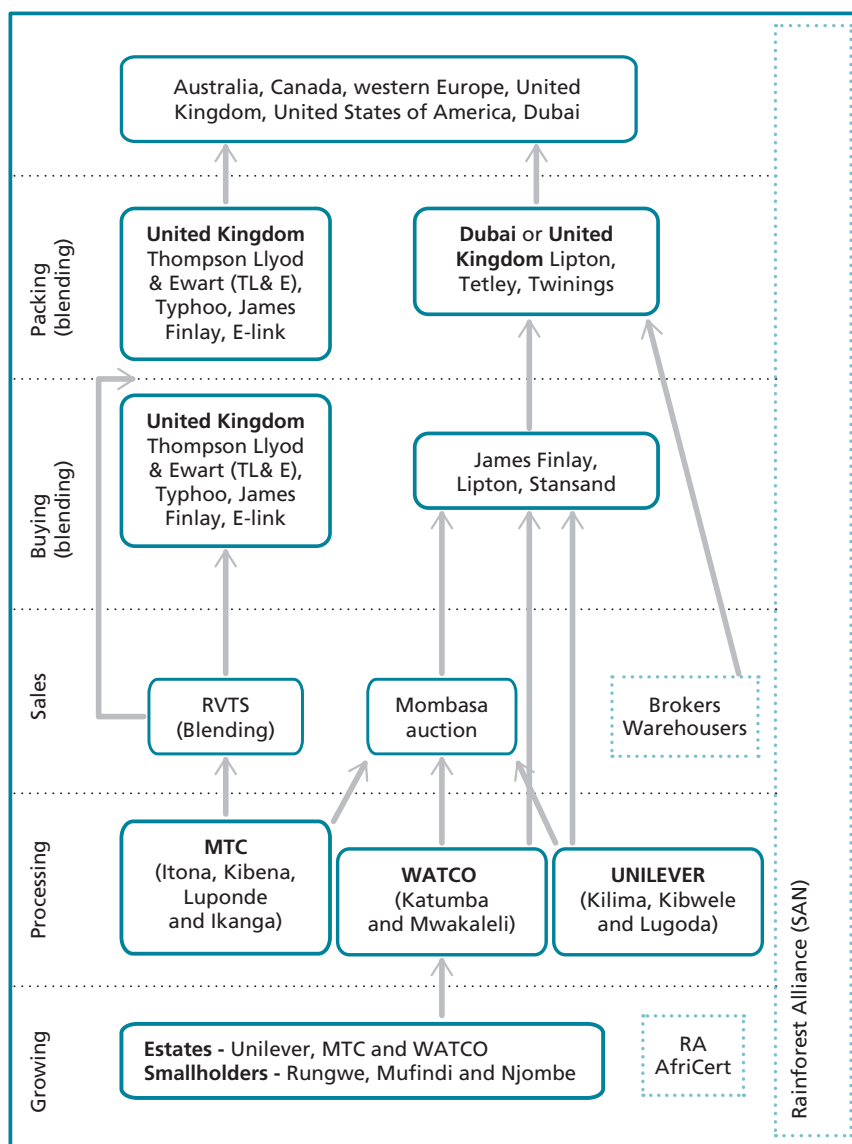 Australia, Canada, western Europe, United
Kingdom, United States of America, Dubai
Packing
(blending)
United Kingdom
Thompson Llyod
& Ewart (TL& E),
Typhoo, James
Finlay, E-link
Dubai or United
Kingdom Lipton,
Tetley, Twinings
Buying
(blending)
United Kingdom
Thompson Llyod
& Ewart (TL& E),
Typhoo, James
Finlay, E-link
James Finlay,
Lipton, Stansand
Sales
RVTS
(Blending)
Mombasa
auction
Brokers
Warehousers
Processing
MTC
(Itona, Kibena,
Luponde
and Ikanga)
WATCO
(Katumba
and Mwakaleli)
UNILEVER
(Kilima, Kibwele
and Lugoda)
Growing
Estates - Unilever, MTC and WATCO
Smallholders - Rungwe, Mufindi and Njombe
RA
AfriCert
Rainforest Alliance (SAN)